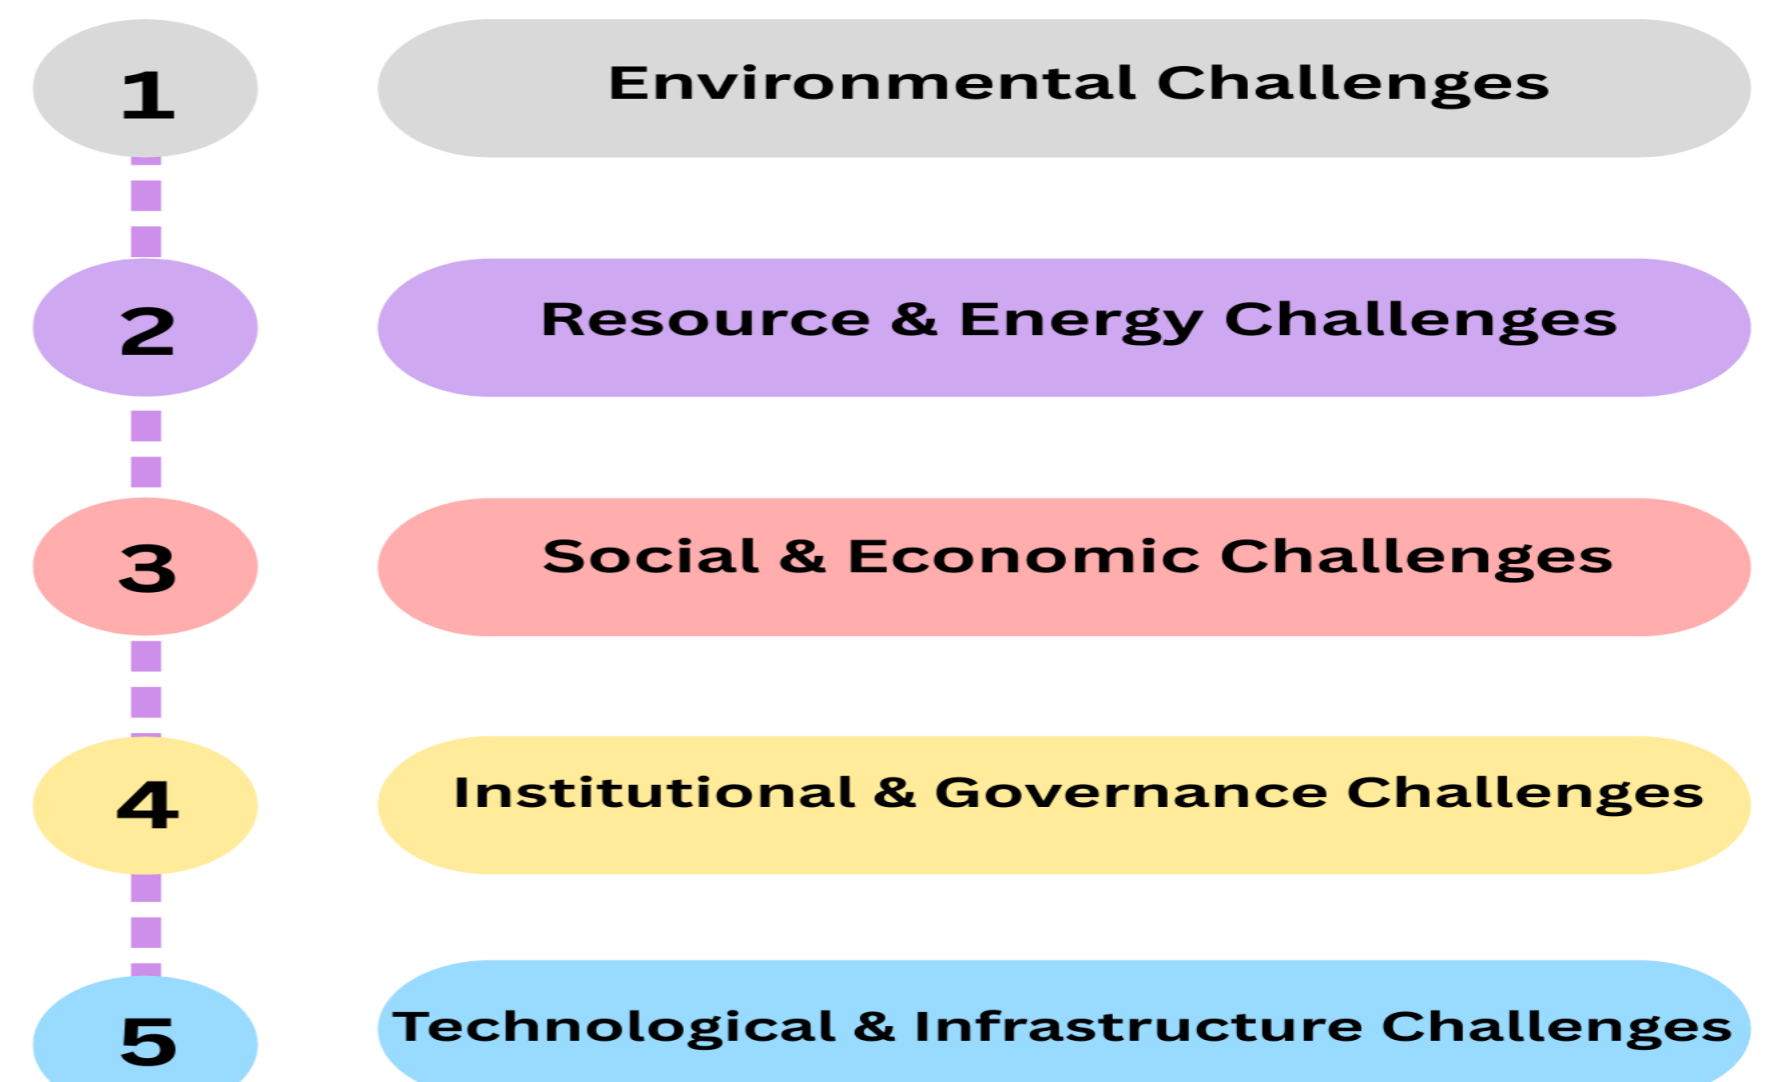 1
Environmental Challenges
2
Resource & Energy Challenges
3
Social & Economic Challenges
4
Institutional & Governance Challenges
5
Technological & Infrastructure Challenges